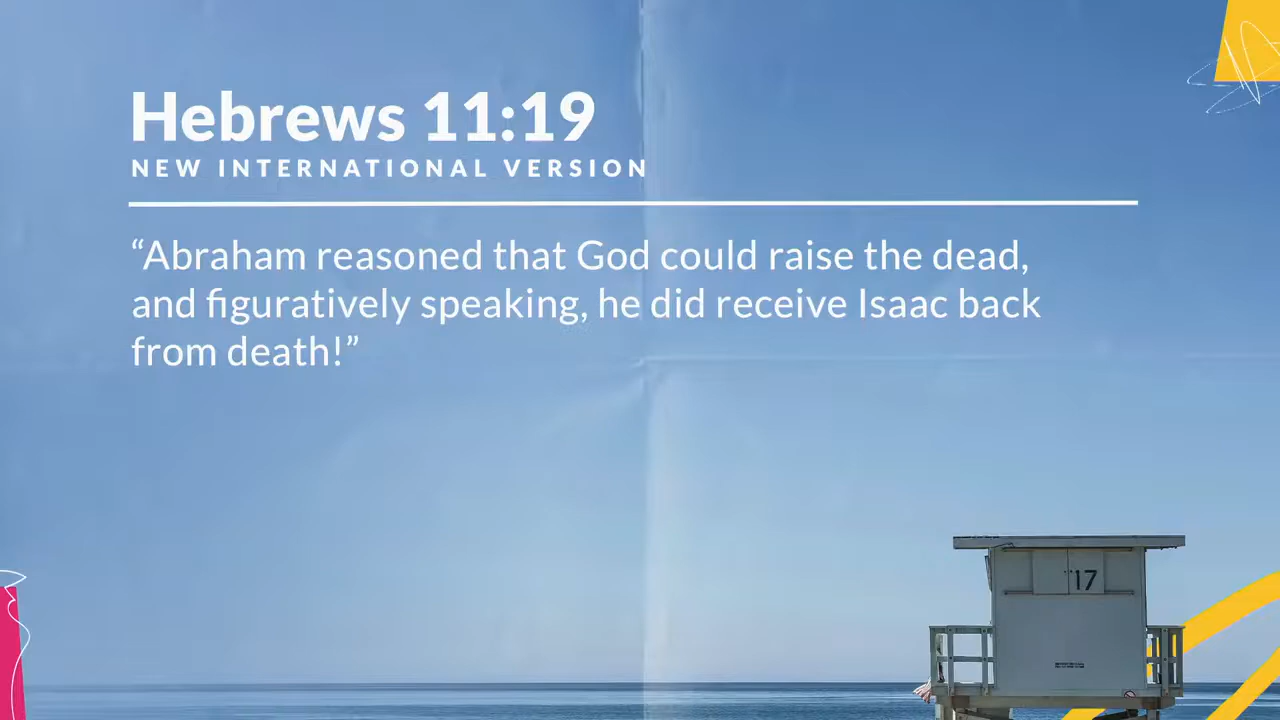 Hebrews 11:19
NEW INTERNATIONAL VERSION
“Abraham reasoned that God could raise the dead,
and figuratively speaking, he did receive Isaac back
from death!”
'17